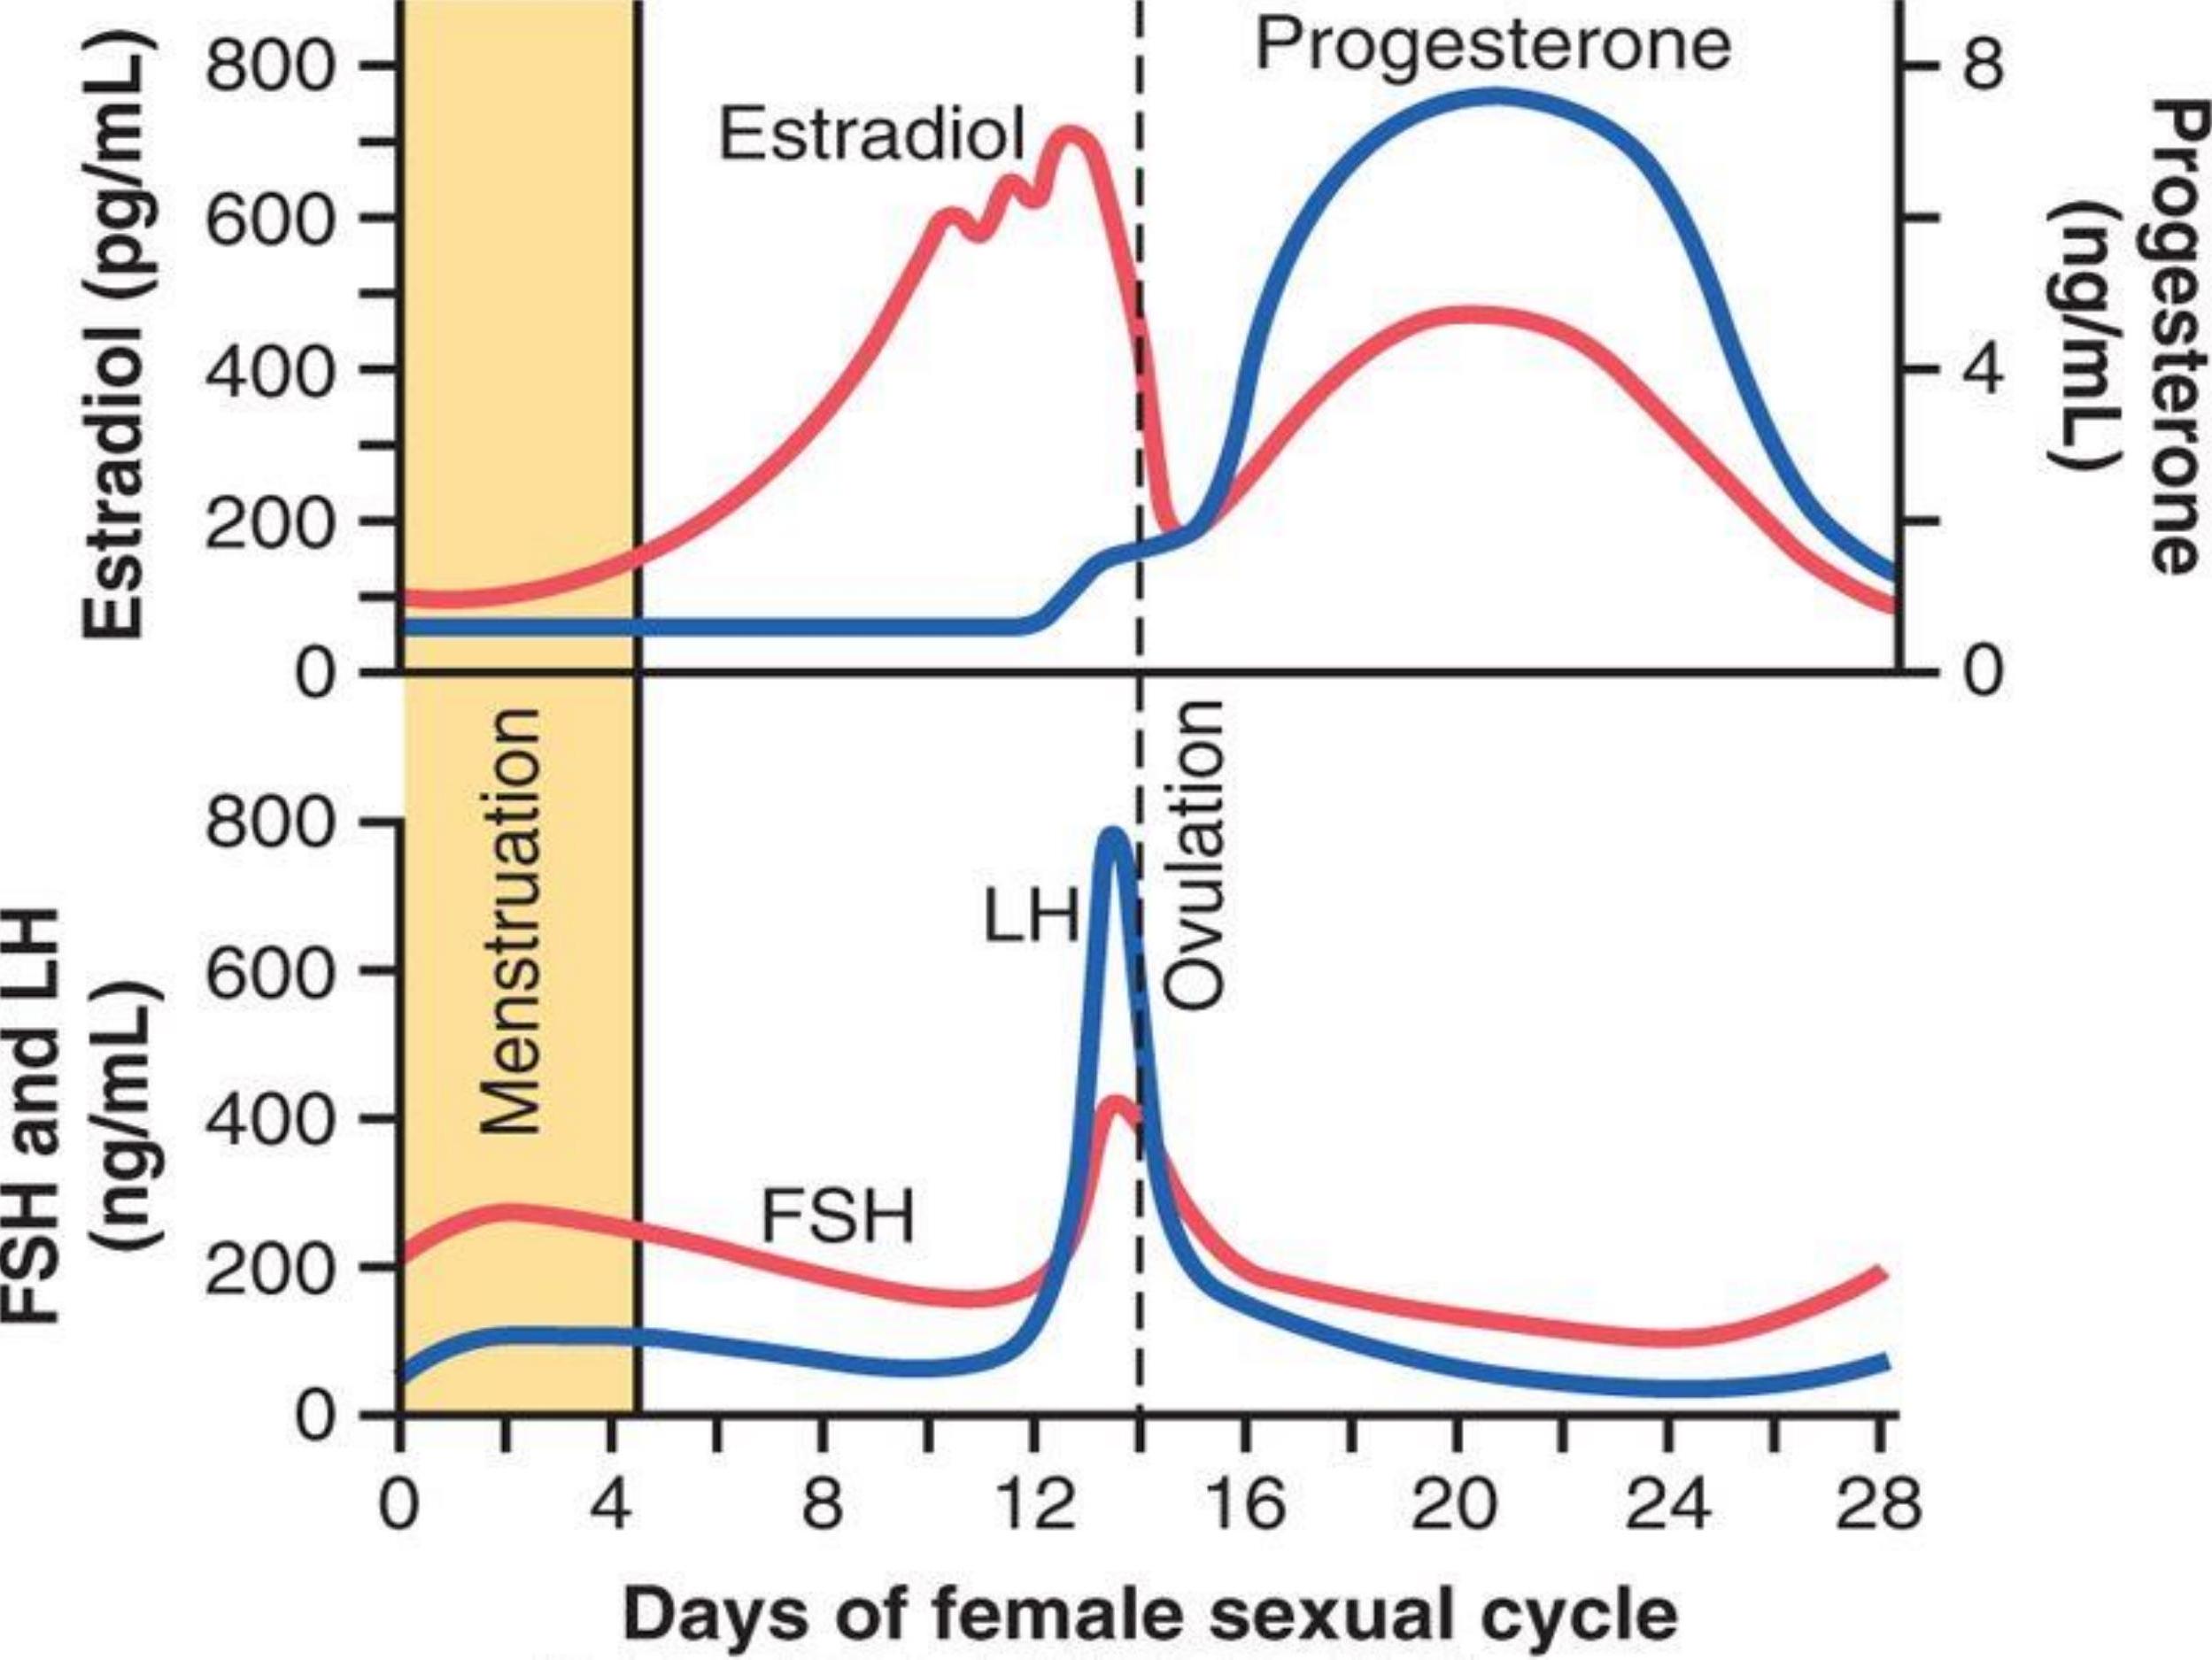 Progesterone
Estradiol
Estradiol (pg/mL)
800
600
400
200
0
8
4
0
Progesterone
(ng/mL)
Menstruation
Ovulation
LH
FSH
FSH and LH
(ng/mL)
800
600
400
200
0
0 4 8 12 16 20 24 28
Days of female sexual cycle